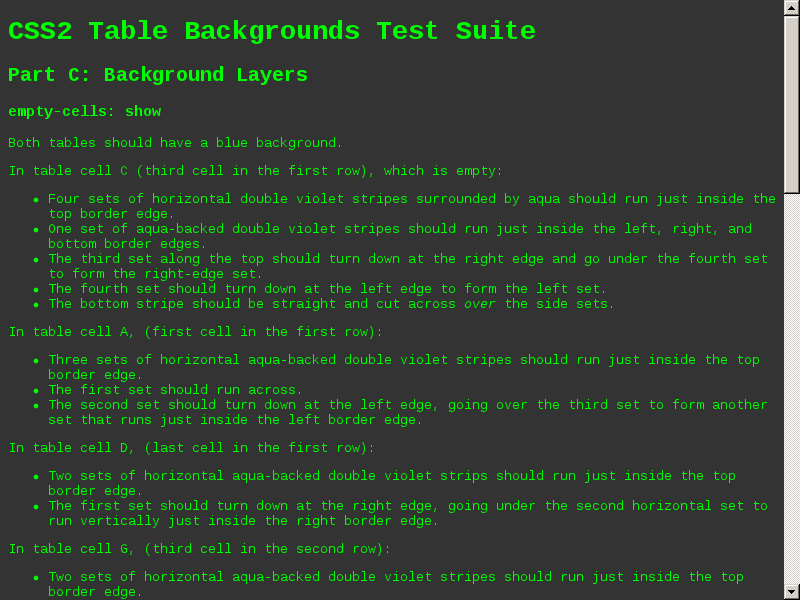 CSS2 Table Backgrounds Test Suite
Part C: Background Layers
empty-cells: show
Both tables should have a blue background.
In table cell C (third cell in the first row), which is empty:
Four sets of horizontal double violet stripes surrounded by aqua should run just inside the
top border edge.
One set of aqua-backed double violet stripes should run just inside the left, right, and
bottom border edges.
The third set along the top should turn down at the right edge and go under the fourth set
to form the right-edge set.
The fourth set should turn down at the left edge to form the left set.
The bottom stripe should be straight and cut across over the side sets.
In table cell A, (first cell in the first row):
Three sets of horizontal aqua-backed double violet stripes should run just inside the top
border edge.
The first set should run across.
The second set should turn down at the left edge, going over the third set to form another
set that runs just inside the left border edge.
In table cell D, (last cell in the first row):
Two sets of horizontal aqua-backed double violet strips should run just inside the top
border edge.
The first set should turn down at the right edge, going under the second horizontal set to
run vertically just inside the right border edge.
In table cell G, (third cell in the second row):
Two sets of horizontal aqua-backed double violet stripes should run just inside the top
border edge.